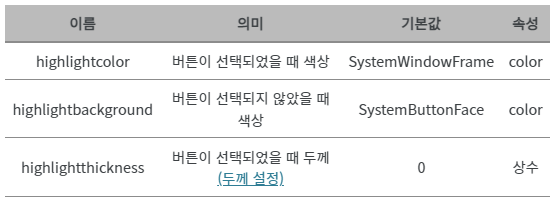 이름 의미 기본값 속성
highlightcolor 버튼이 선택되었을 때 색상 SystemWindowFrame color
highlightbackground 버튼이 선택되지 않았을 때 색상 SystemButtonFace color
highlightthickness 버튼이 선택되었을 때 두께 (두께 설정) 0 상수